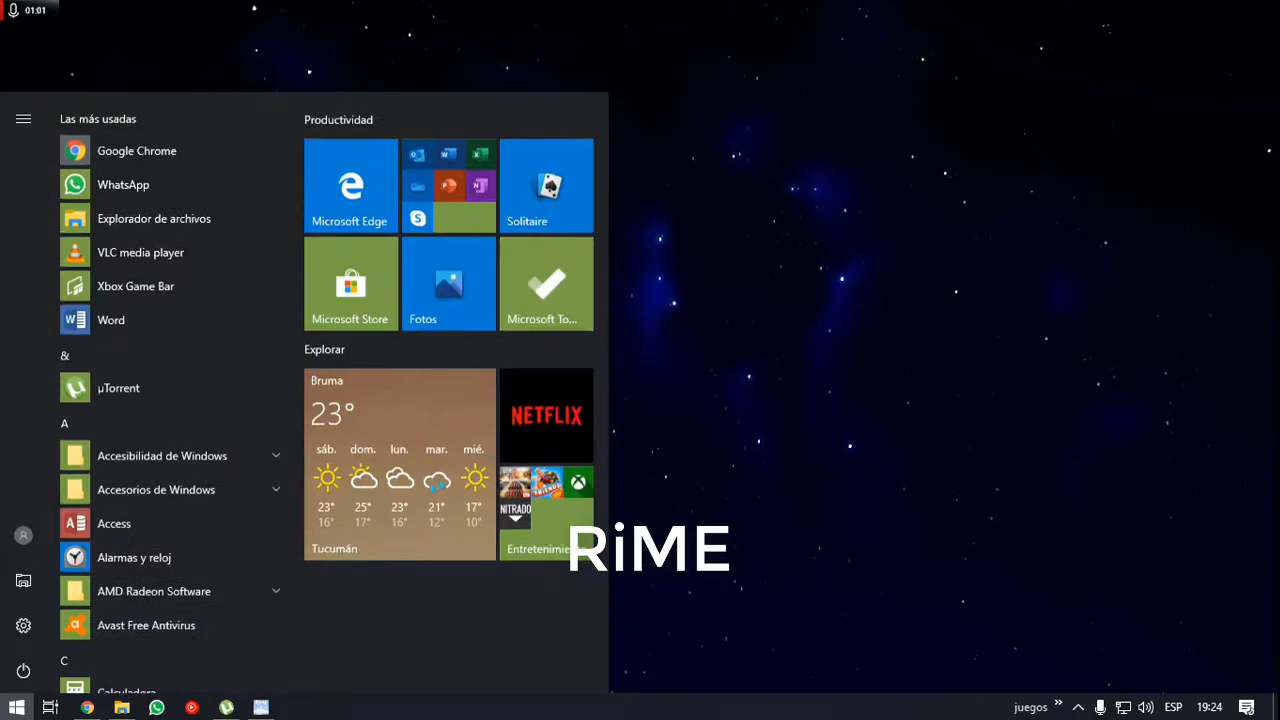 01:01
Las más usadas
Google Chrome
WhatsApp
Explorador de archivos
VLC media player
Xbox Game Bar
Word
&
µTorrent
A
Accesibilidad de Windows
Accesorios de Windows
Access
Alarmas y reloj
AMD Radeon Software
Avast Free Antivirus
C
Calculadora
Productividad
Microsoft Edge
Solitaire
Microsoft Store
Fotos
Microsoft To...
Explorar
Bruma
23°
sáb. dom. lun. mar. mié.
23° 25° 23° 21° 17°
16° 17° 16° 12° 10°
Tucumán
NETFLIX
NITRADO
RiME
juegos
ESP
19:24